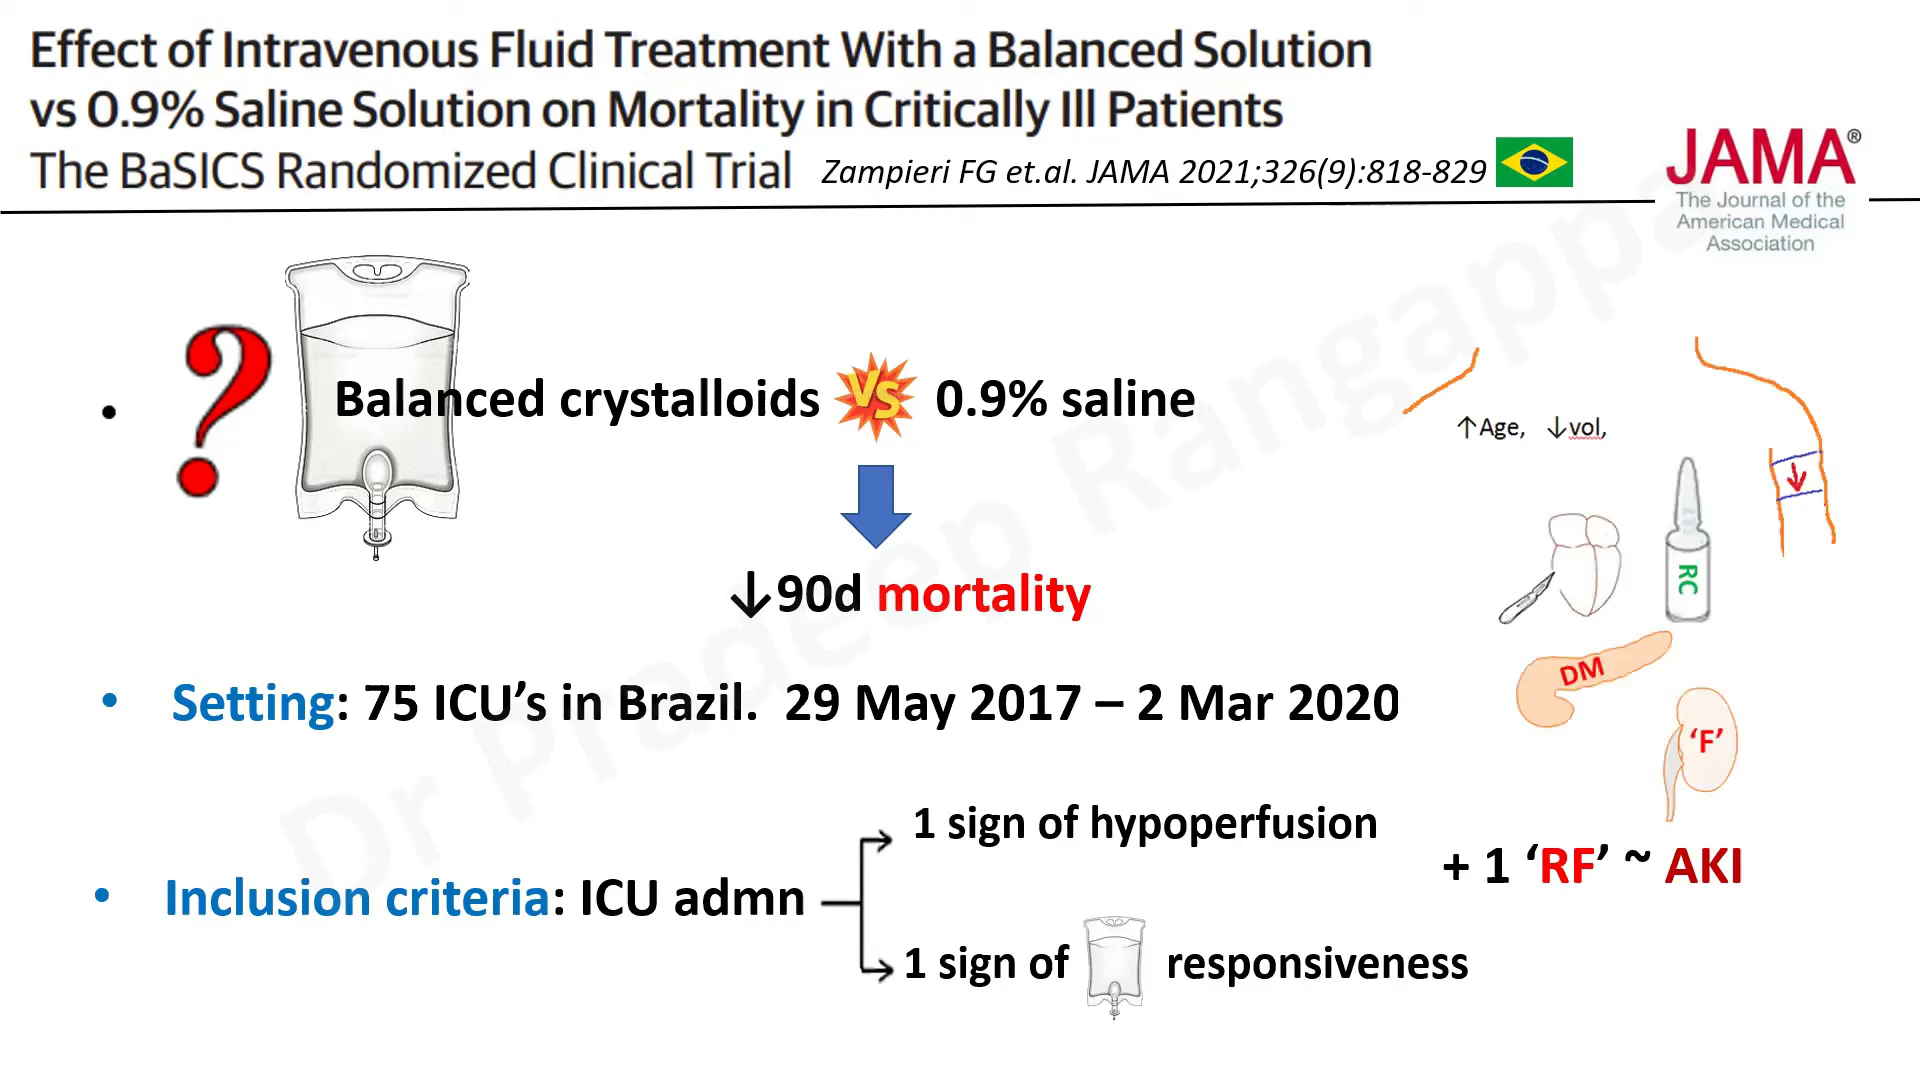 Effect of Intravenous Fluid Treatment With a Balanced Solution
vs 0.9% Saline Solution on Mortality in Critically Ill Patients
The BaSICS Randomized Clinical Trial Zampieri FG et.al. JAMA 2021;326(9):818-829
JAMA®
The Journal of the
American Medical
Association
• ? Balanced crystalloids VS 0.9% saline
↑Age, ↓vol,
↓90d mortality
RC
DM
• Setting: 75 ICU’s in Brazil. 29 May 2017 – 2 Mar 2020
‘F’
1 sign of hypoperfusion
+ 1 ‘RF’ ~ AKI
• Inclusion criteria: ICU admn
1 sign of responsiveness
Dr Pradeep Rangappa